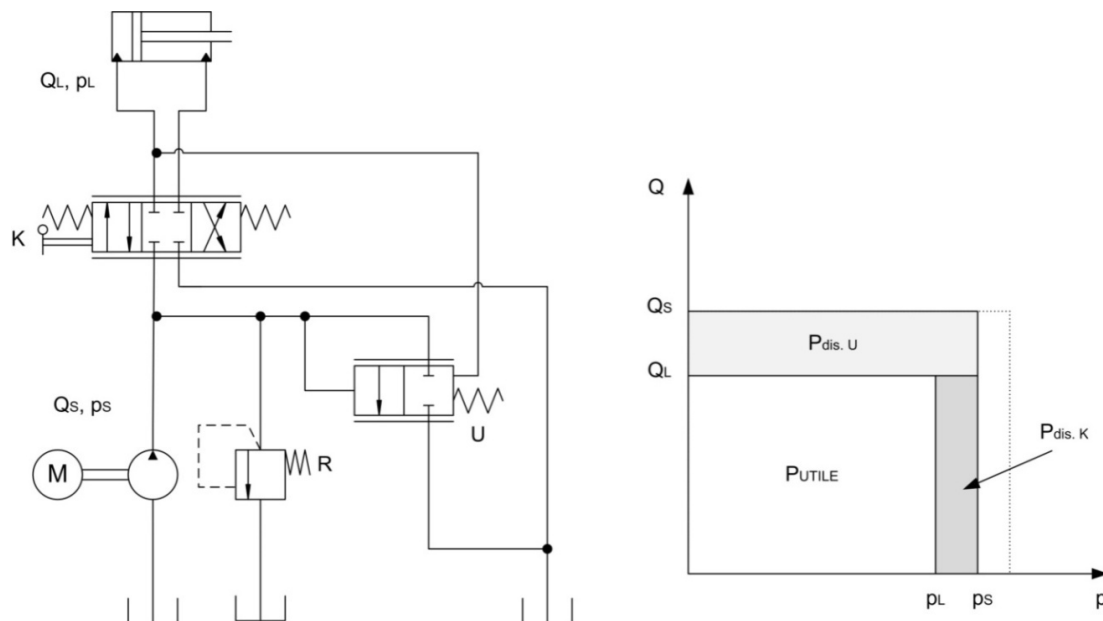 QL, pL
K
QS, pS
M
R
U
Q
QS
Pdis. U
QL
Pdis. K
PUTILE
pL
pS
p